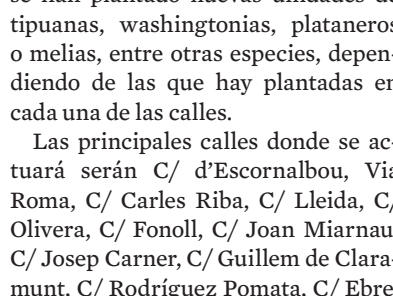 se han plantado nuevas unidades de
tipuanas, washingtonias, plataneros
o melias, entre otras especies, depen-
diendo de las que hay plantadas en
cada una de las calles.
Las principales calles donde se ac-
tuará serán C/ d'Escornalbou, Via
Roma, C/ Carles Riba, C/ Lleida, C/
Olivera, C/ Fonoll, C/ Joan Miarnau,
C/ Josep Carner, C/ Guillem de Clara-
munt, C/ Rodríguez Pomata, C/ Ebre,